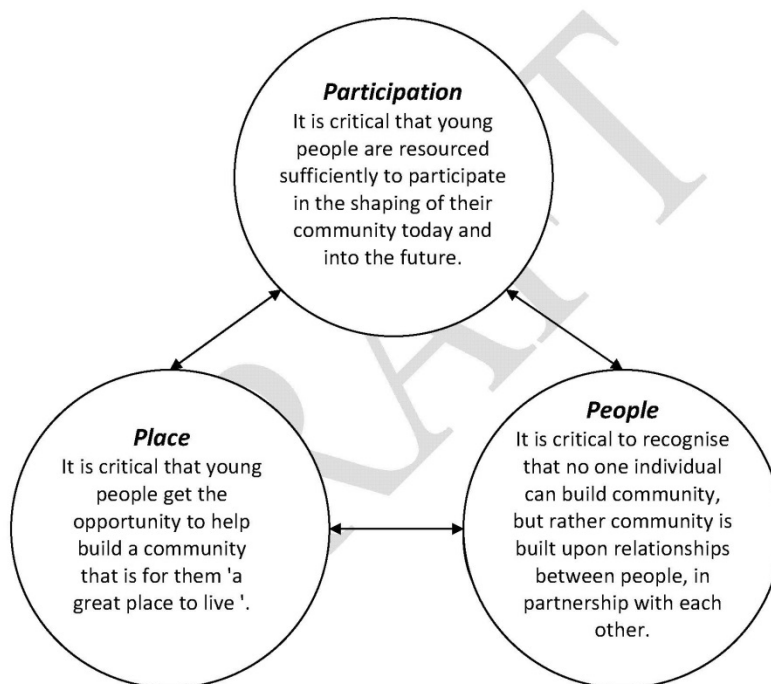 Participation
It is critical that young
people are resourced
sufficiently to participate
in the shaping of their
community today and
into the future.
Place
It is critical that young
people get the
opportunity to help
build a community
that is for them 'a
great place to live '.
People
It is critical to recognise
that no one individual
can build community,
but rather community is
built upon relationships
between people, in
partnership with each
other.
DRAFT